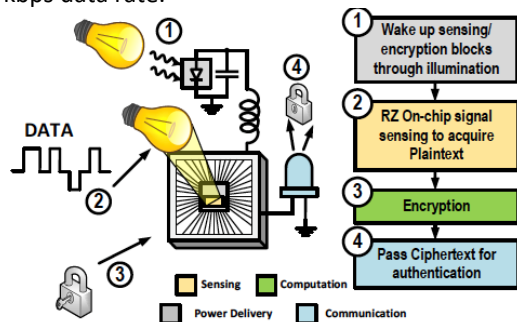 kbps data rate.
1
4
DATA
2
3
1
Wake up sensing/
encryption blocks
through illumination
2
RZ On-chip signal
sensing to acquire
Plaintext
3
Encryption
4
Pass Ciphertext for
authentication
Sensing
Computation
Power Delivery
Communication